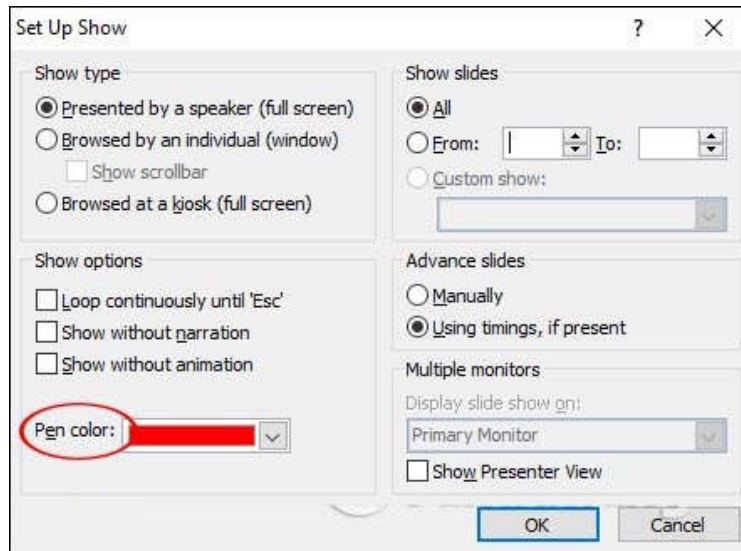 Set Up Show
?
Show type
Presented by a speaker (full screen)
Browsed by an individual (window)
Show scrollbar
Browsed at a kiosk (full screen)
Show slides
All
From: To:
Custom show:
Show options
Loop continuously until 'Esc'
Show without narration
Show without animation
Pen color:
Advance slides
Manually
Using timings, if present
Multiple monitors
Display slide show on:
Primary Monitor
Show Presenter View
OK Cancel